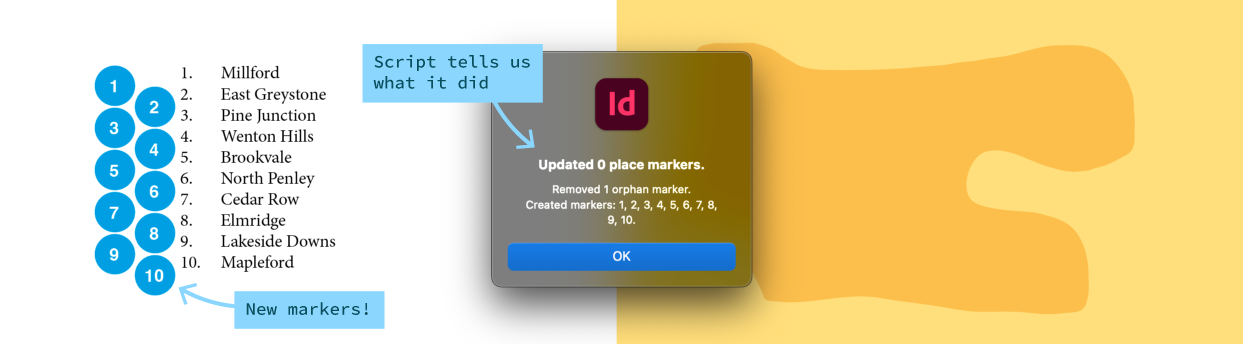 1
2
3
4
5
6
7
8
9
10
1. Millford
2. East Greystone
3. Pine Junction
4. Wenton Hills
5. Brookvale
6. North Penley
7. Cedar Row
8. Elmridge
9. Lakeside Downs
10. Mapleford
New markers!
Script tells us
what it did
Id
Updated 0 place markers.
Removed 1 orphan marker.
Created markers: 1, 2, 3, 4, 5, 6, 7, 8,
9, 10.
OK